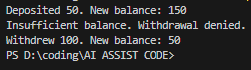 Deposited 50. New balance: 150
Insufficient balance. Withdrawal denied.
Withdrew 100. New balance: 50
PS D:\coding\AI ASSIST CODE>